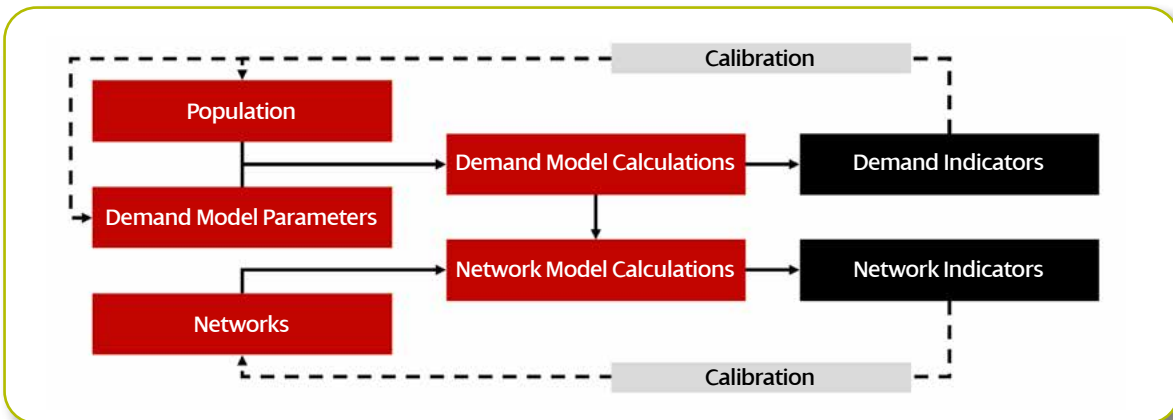 Calibration
Population
Demand Model Calculations
Demand Indicators
Demand Model Parameters
Network Model Calculations
Network Indicators
Networks
Calibration